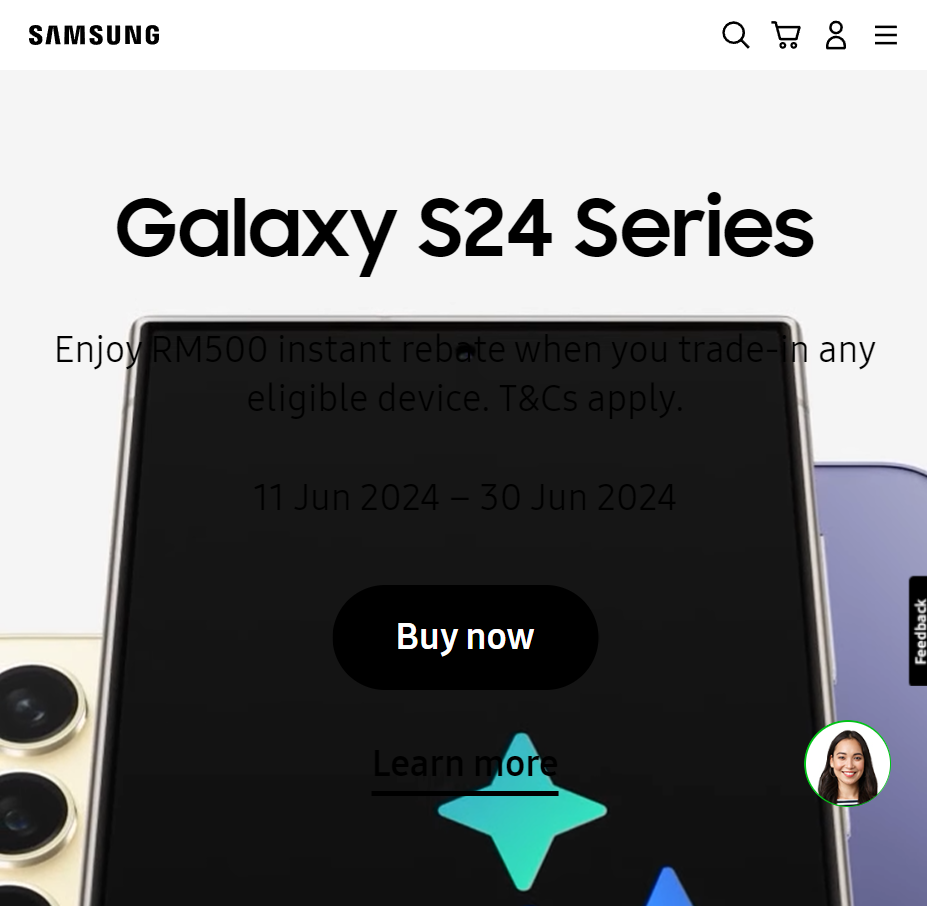 SAMSUNG
Galaxy S24 Series
Enjoy RM500 instant rebate when you trade-in any
eligible device. T&Cs apply.
11 Jun 2024 – 30 Jun 2024
Buy now
Feedback
Learn more